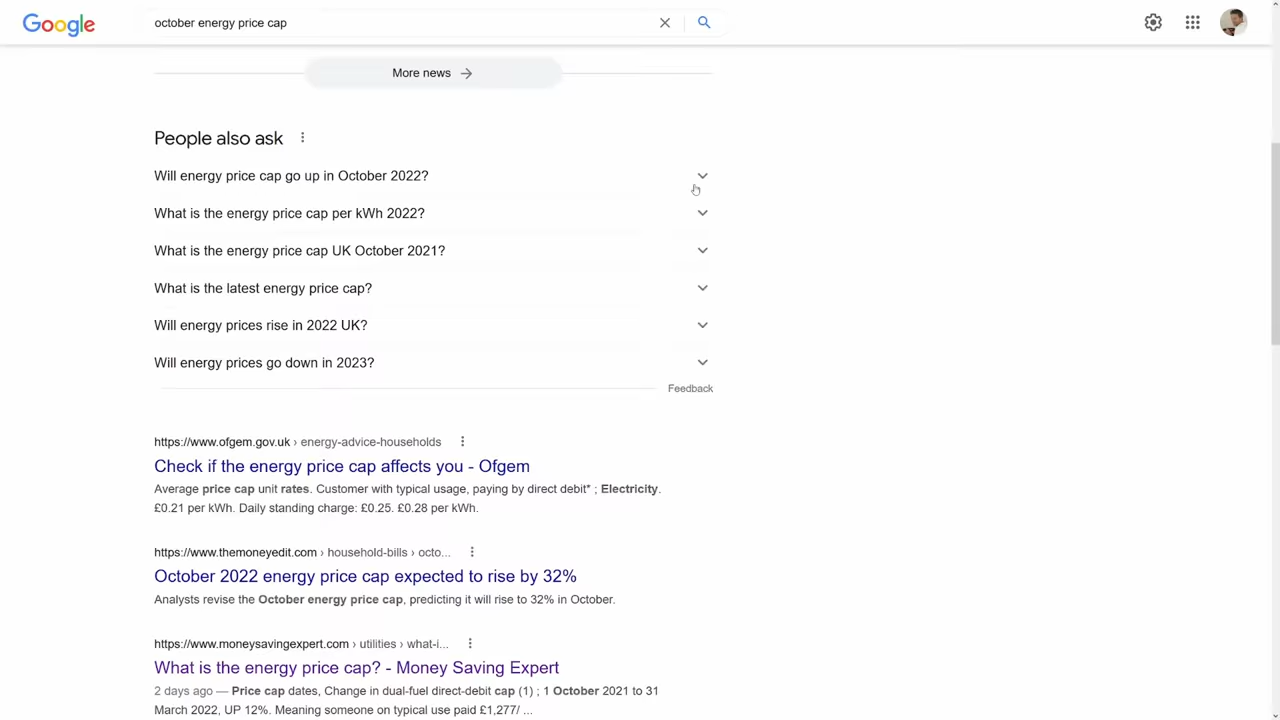 Google
october energy price cap
More news
People also ask
Will energy price cap go up in October 2022?
What is the energy price cap per kWh 2022?
What is the energy price cap UK October 2021?
What is the latest energy price cap?
Will energy prices rise in 2022 UK?
Will energy prices go down in 2023?
Feedback
https://www.ofgem.gov.uk › energy-advice-households
Check if the energy price cap affects you - Ofgem
Average price cap unit rates. Customer with typical usage, paying by direct debit* ; Electricity.
£0.21 per kWh. Daily standing charge: £0.25. £0.28 per kWh.
https://www.themoneyedit.com › household-bills › octo...
October 2022 energy price cap expected to rise by 32%
Analysts revise the October energy price cap, predicting it will rise to 32% in October.
https://www.moneysavingexpert.com › utilities › what-i...
What is the energy price cap? - Money Saving Expert
2 days ago — Price cap dates, Change in dual-fuel direct-debit cap (1) ; 1 October 2021 to 31
March 2022, UP 12%. Meaning someone on typical use paid £1,277/ ...